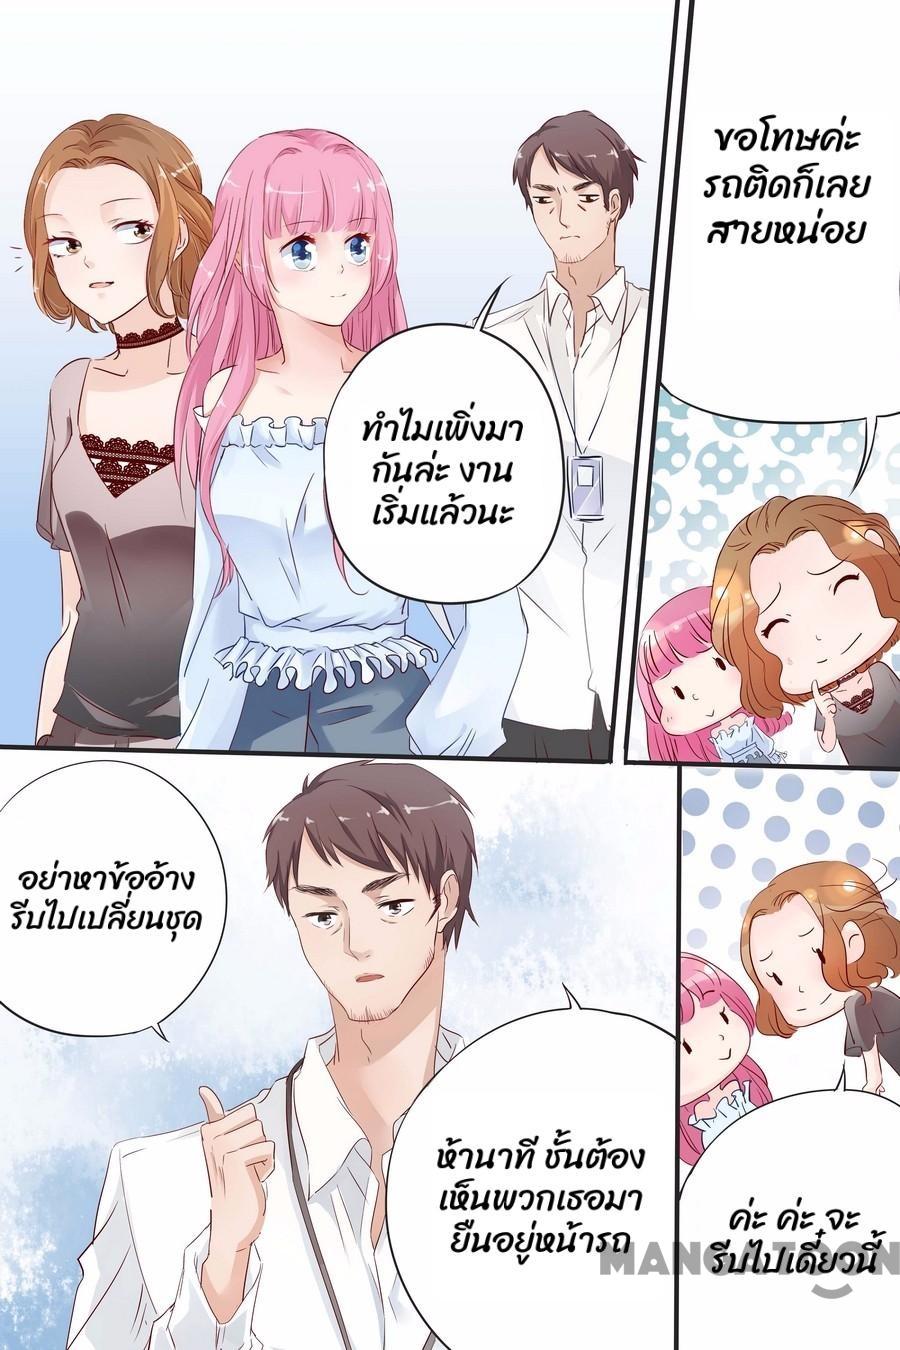 ทำไมเพิ่งมา
กันล่ะ งาน
เริ่มแล้วนะ
ขอโทษค่ะ
รถติดก็เลย
สายหน่อย
อย่าหาข้ออ้าง
รีบไปเปลี่ยนชุด
ห้านาที ชั้นต้อง
เห็นพวกเธอมา
ยืนอยู่หน้ารถ
ค่ะ ค่ะ จะ
รีบไปเดี๋ยวนี้
MANGATOON